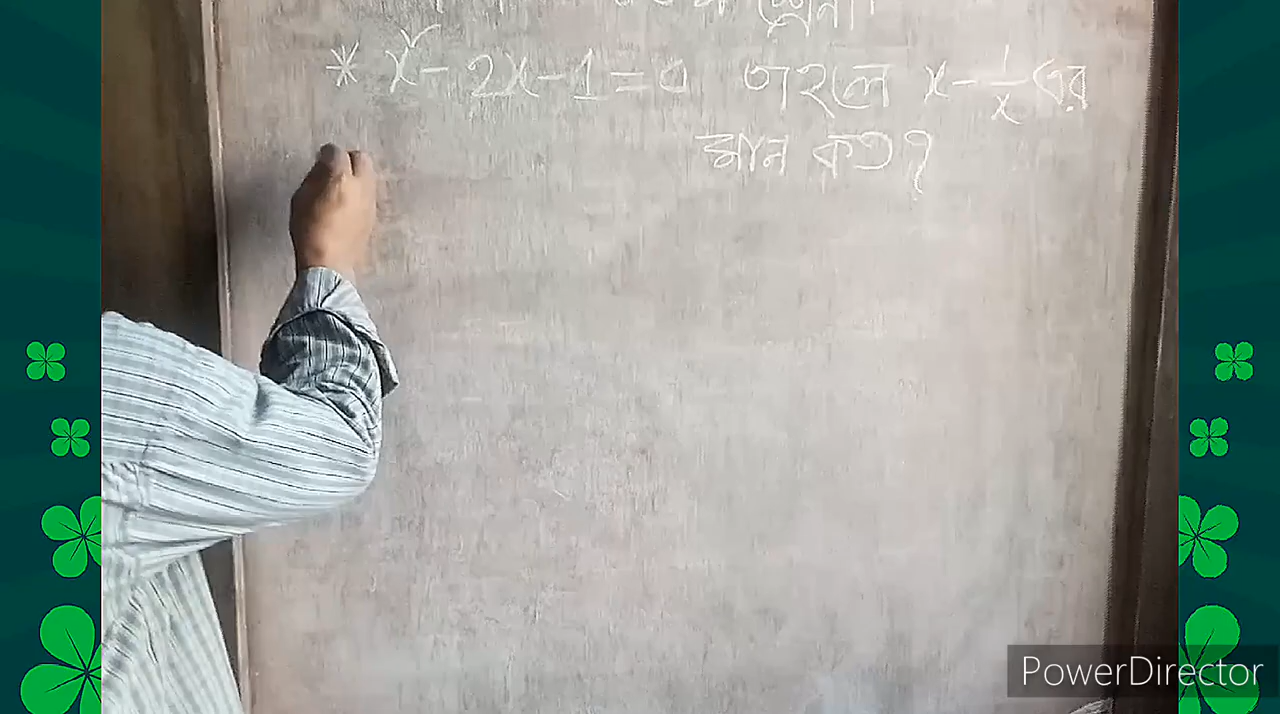 শ্রেনী।
* x² - 2x - 1 = 0 তাহলে x - 1/x এর
মান কত?
PowerDirector